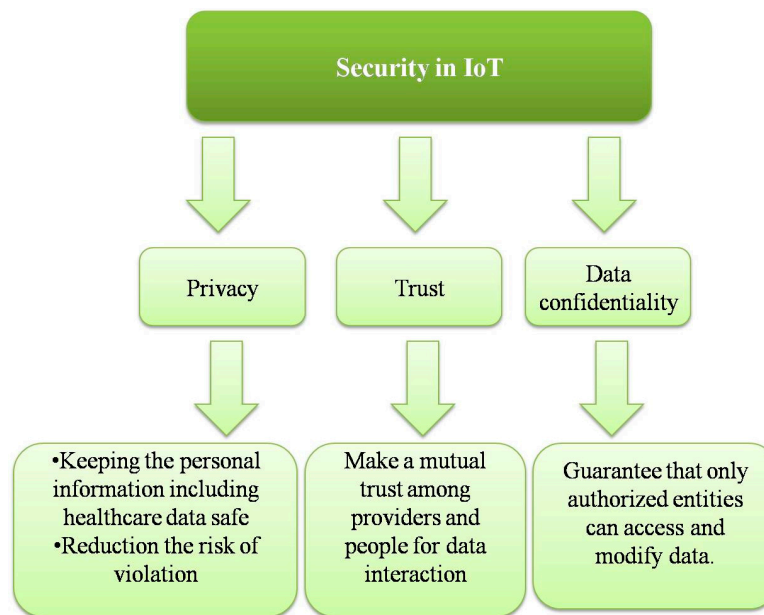 Security in IoT
Privacy
Trust
Data
confidentiality
•Keeping the personal
information including
healthcare data safe
•Reduction the risk of
violation
Make a mutual
trust among
providers and
people for data
interaction
Guarantee that only
authorized entities
can access and
modify data.